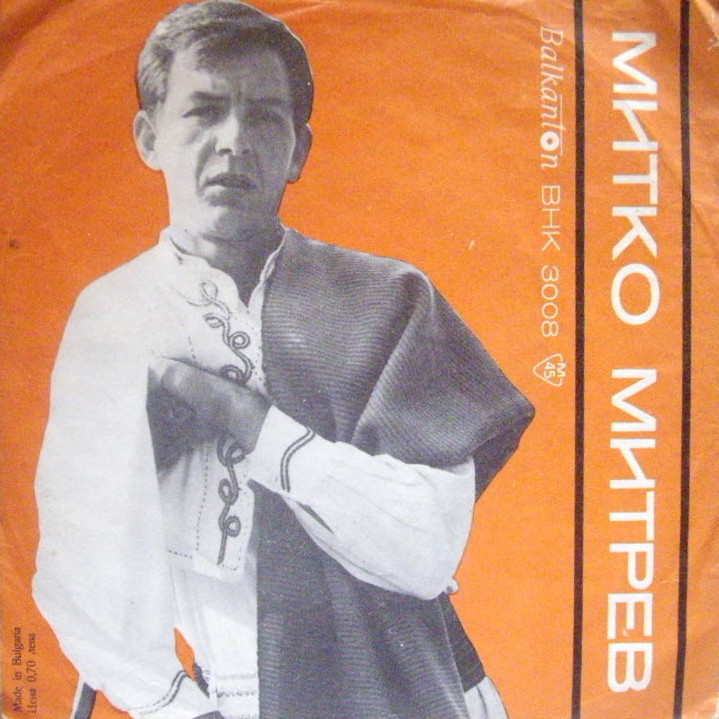 МИТКО МИТРЕВ
Balkanton ВНК 3008 M 45
Made in Bulgaria
Цена 0,70 лева